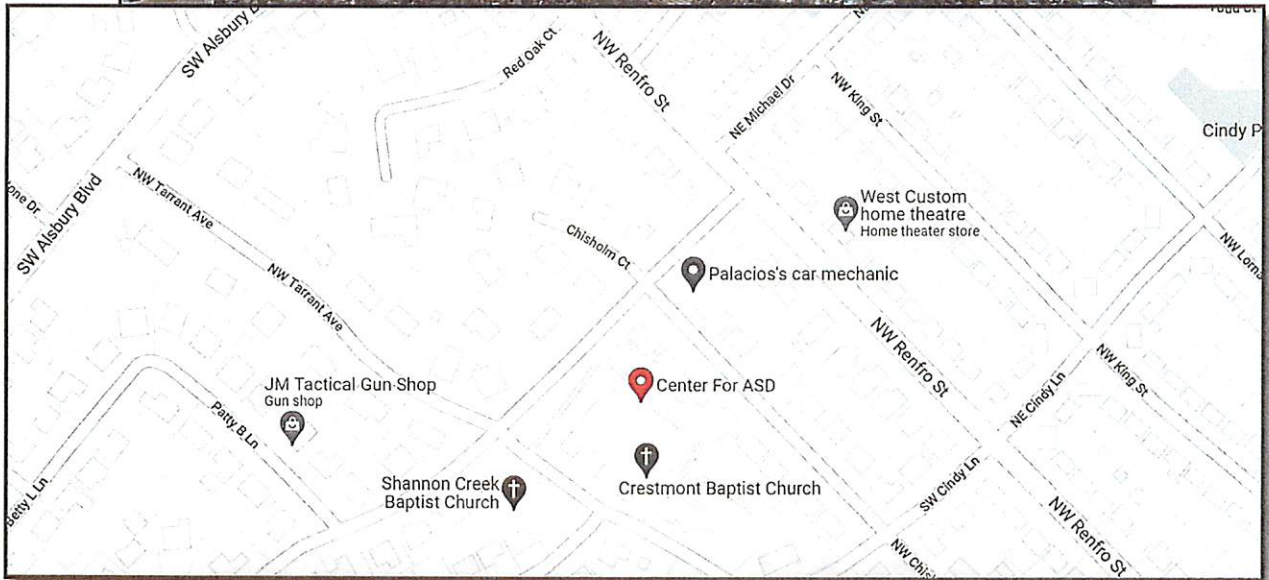 SW Alsbury B
Red Oak Ct
NW Renfro St
NE Michael Dr
NW King St
Cindy P
SW Alsbury Blvd
NW Tarrant Ave
West Custom
home theatre
Home theater store
Chisholm Ct
NW Tarrant Ave
Palacios's car mechanic
NW Lorna
NW Renfro St
NW King St
JM Tactical Gun Shop
Gun shop
Center For ASD
NE Cindy Ln
Patty B Ln
Betty L Ln
Shannon Creek
Baptist Church
Crestmont Baptist Church
SW Cindy Ln
NW Renfro St
NW Chis